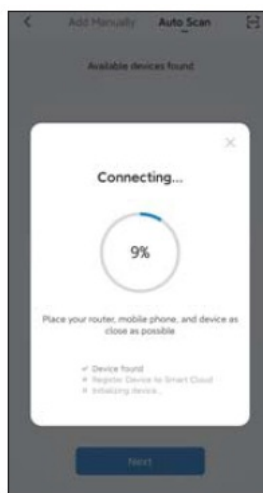 Add Manually Auto Scan
Available devices found
Connecting...
9%
Place your router, mobile phone, and device as
close as possible
Device found
Register Device to Smart Cloud
Initializing device...
Next